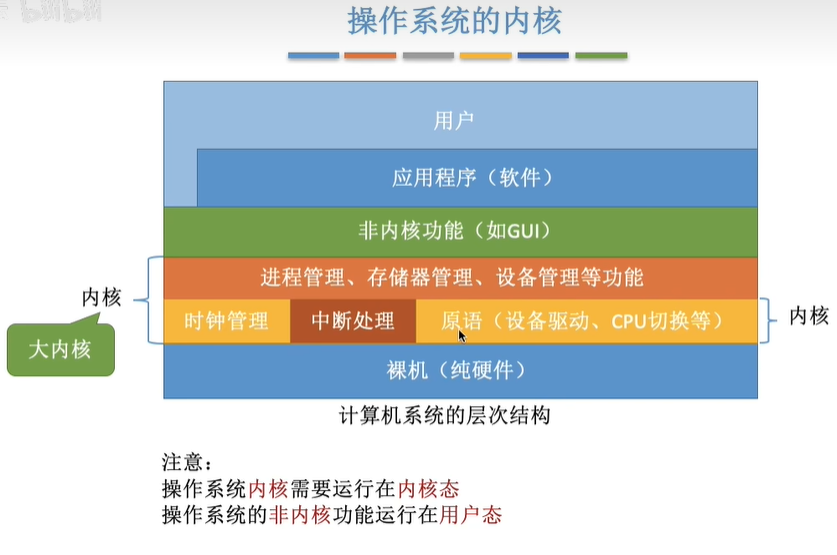 bilibili
操作系统的内核
用户
应用程序（软件）
非内核功能（如GUI）
进程管理、存储器管理、设备管理等功能
内核
时钟管理 中断处理 原语（设备驱动、CPU切换等）
内核
大内核
裸机（纯硬件）
计算机系统的层次结构
注意：
操作系统内核需要运行在内核态
操作系统的非内核功能运行在用户态